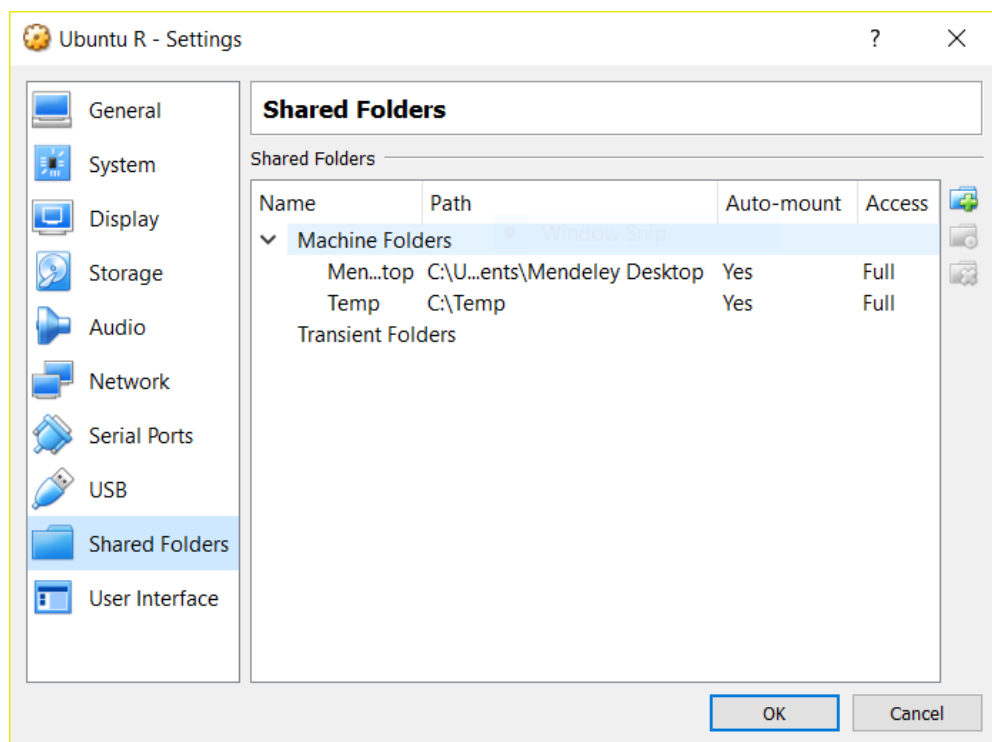 Ubuntu R - Settings ?
General
System
Display
Storage
Audio
Network
Serial Ports
USB
Shared Folders
User Interface
Shared Folders
Shared Folders
Name Path Auto-mount Access
Machine Folders
Window Snip
Men...top C:\U...ents\Mendeley Desktop Yes Full
Temp C:\Temp Yes Full
Transient Folders
OK Cancel